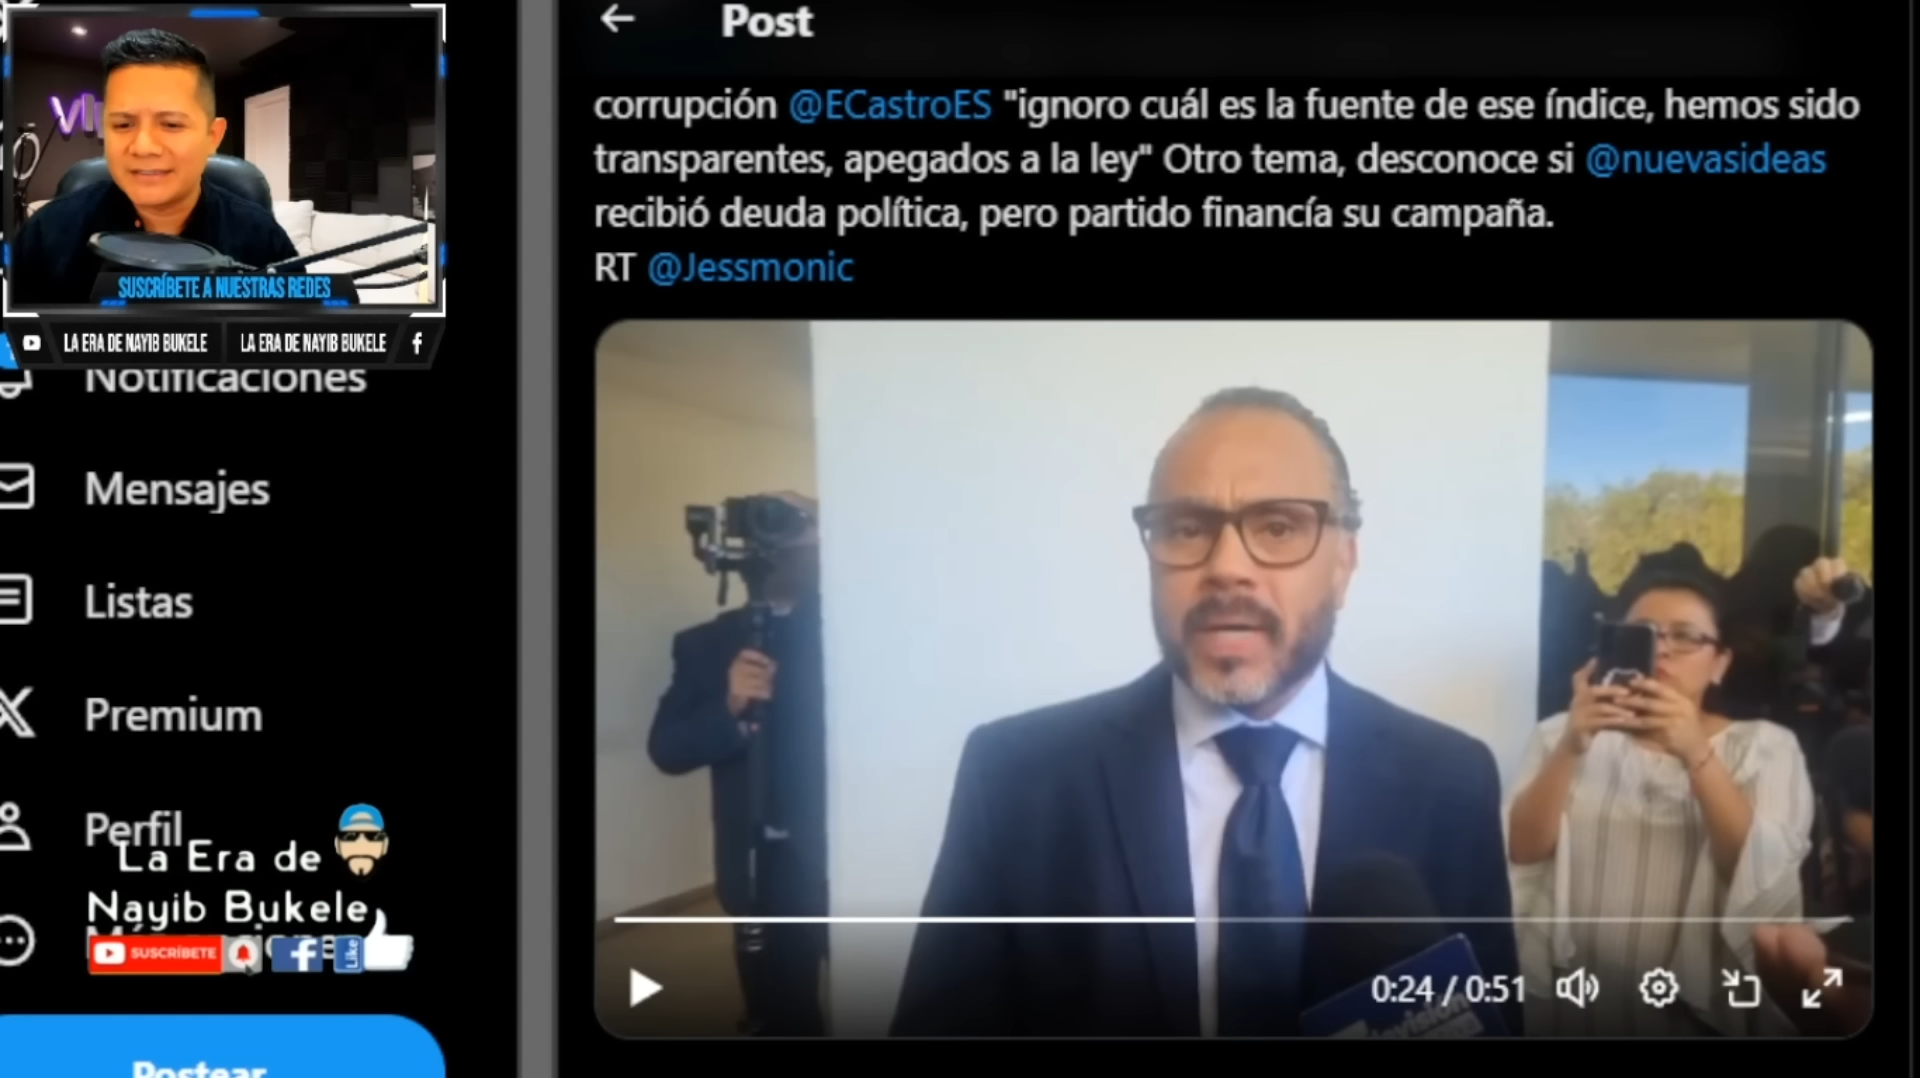 Post
corrupción @ECastroES "ignoro cuál es la fuente de ese índice, hemos sido
transparentes, apegados a la ley" Otro tema, desconoce si @nuevasideas
recibió deuda política, pero partido financía su campaña.
RT @Jessmonic
SUSCRÍBETE A NUESTRAS REDES
LA ERA DE NAYIB BUKELE
LA ERA DE NAYIB BUKELE
Notificaciones
Mensajes
Listas
Premium
Perfil
La Era de
Nayib Bukele
SUSCRÍBETE
Like
Postear
0:24 / 0:51